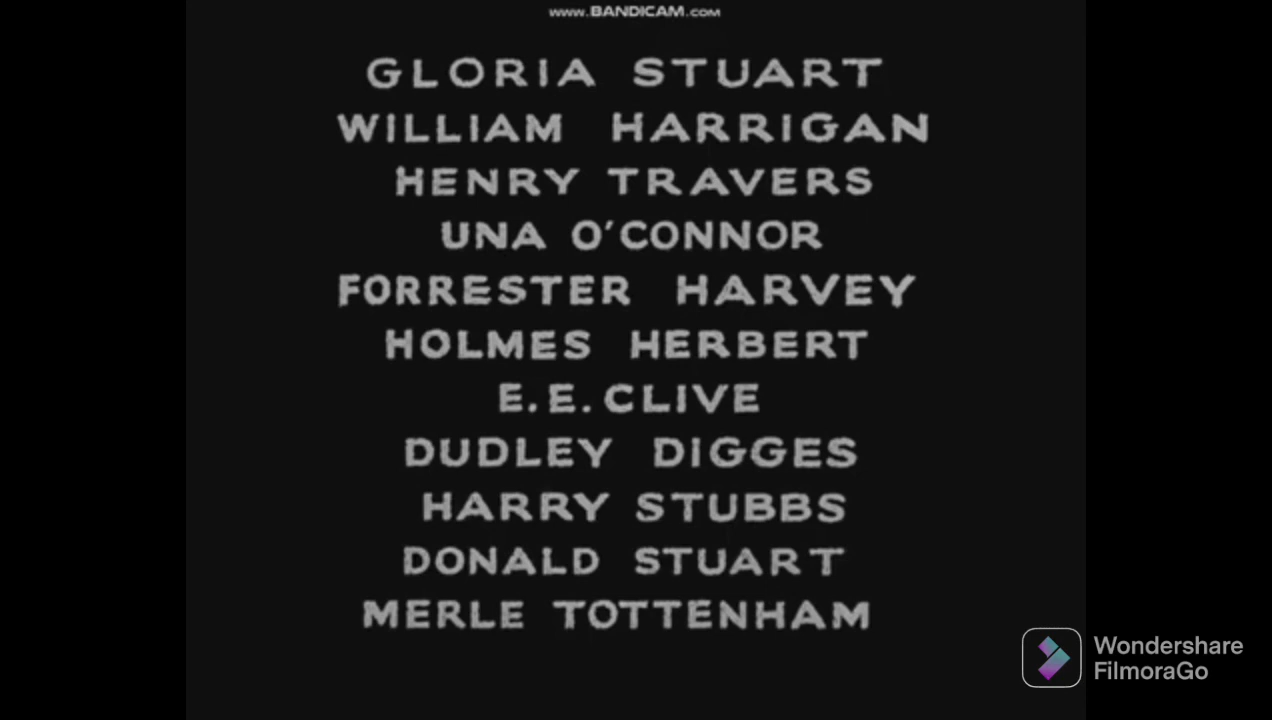 www.BANDICAM.com
GLORIA STUART
WILLIAM HARRIGAN
HENRY TRAVERS
UNA O'CONNOR
FORRESTER HARVEY
HOLMES HERBERT
E.E.CLIVE
DUDLEY DIGGES
HARRY STUBBS
DONALD STUART
MERLE TOTTENHAM
Wondershare
FilmoraGo